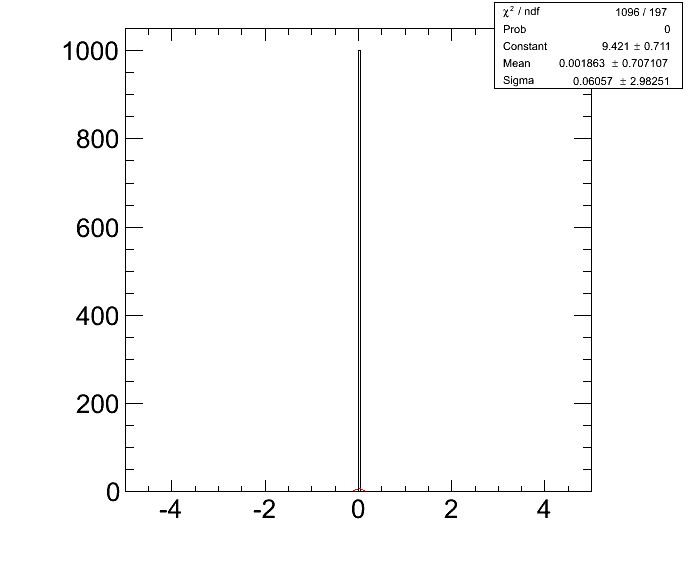 χ² / ndf 1096 / 197
Prob 0
Constant 9.421 ± 0.711
Mean 0.001863 ± 0.707107
Sigma 0.06057 ± 2.98251
1000
800
600
400
200
0
-4 -2 0 2 4